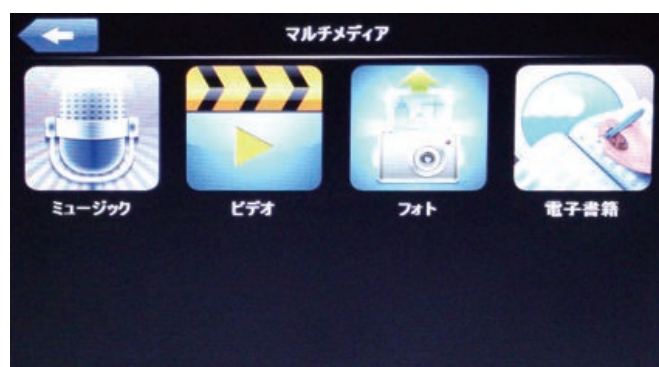 マルチメディア
ミュージック
ビデオ
フォト
電子書籍